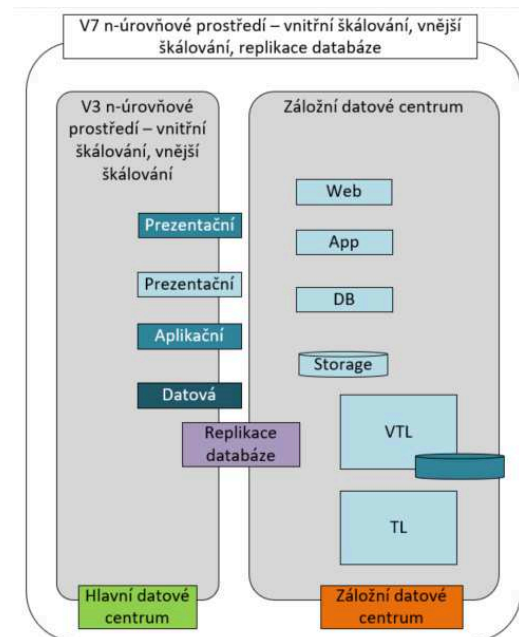 V7 n-úrovňové prostředí – vnitřní škálování, vnější
škálování, replikace databáze
V3 n-úrovňové
prostředí – vnitřní
škálování, vnější
škálování
Prezentační
Prezentační
Aplikační
Datová
Replikace
databáze
Hlavní datové
centrum
Záložní datové centrum
Web
App
DB
Storage
VTL
TL
Záložní datové
centrum